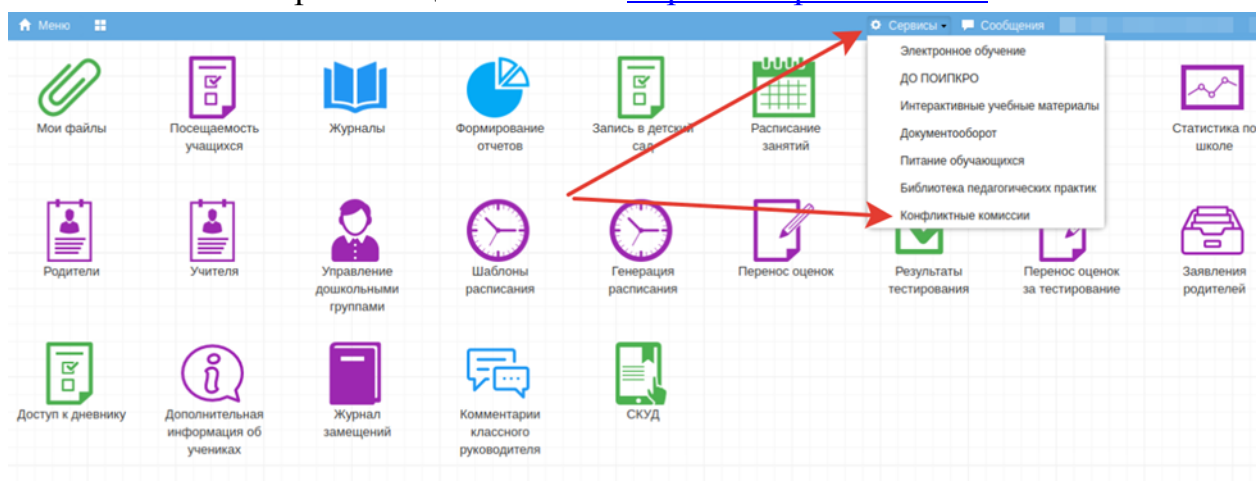 Меню
Сервисы
Сообщения
Электронное обучение
ДО ПОИПКРО
Интерактивные учебные материалы
Документооборот
Питание обучающихся
Библиотека педагогических практик
Конфликтные комиссии
Мои файлы
Посещаемость
учащихся
Журналы
Формирование
отчетов
Запись в детский
сад
Расписание
занятий
Статистика по
школе
Родители
Учителя
Управление
дошкольными
группами
Шаблоны
расписания
Генерация
расписания
Перенос оценок
Результаты
тестирования
Перенос оценок
за тестирование
Заявления
родителей
Доступ к дневнику
Дополнительная
информация об
учениках
Журнал
замещений
Комментарии
классного
руководителя
СКУД